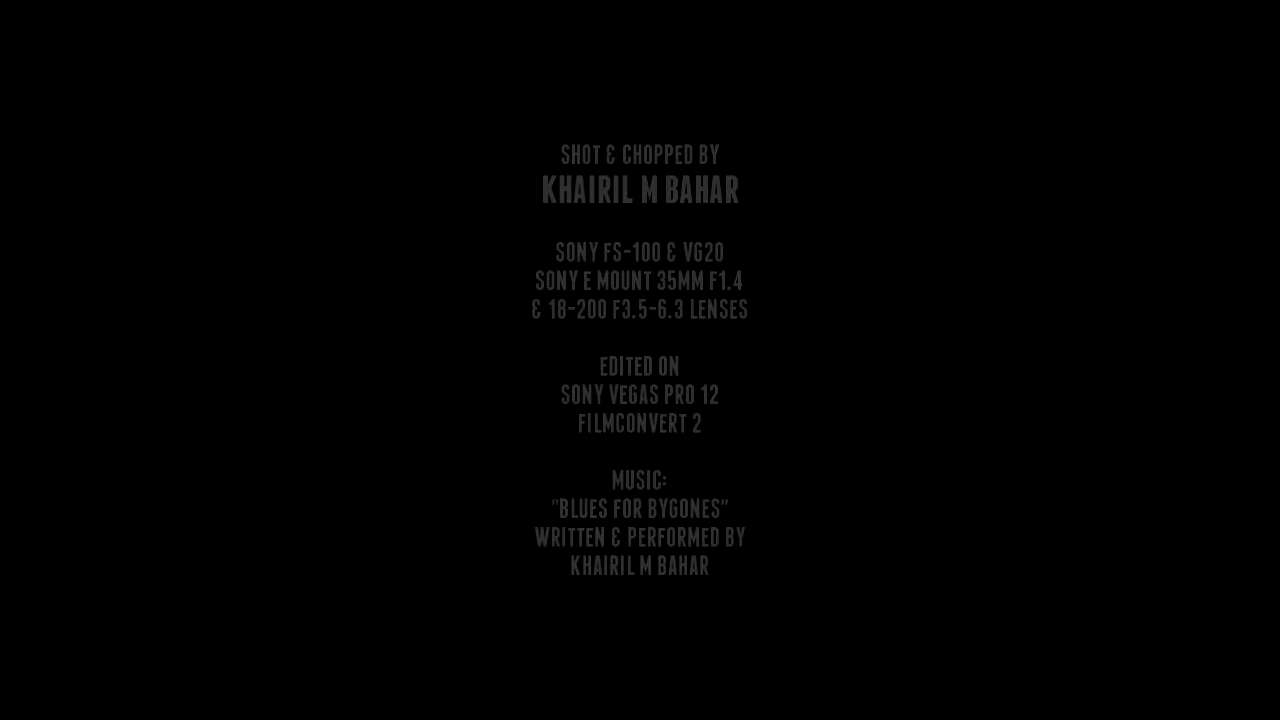 SHOT & CHOPPED BY
KHAIRIL M BAHAR
SONY FS-100 & VG20
SONY E MOUNT 35MM F1.4
& 18-200 F3.5-6.3 LENSES
EDITED ON
SONY VEGAS PRO 12
FILMCONVERT 2
MUSIC:
"BLUES FOR BYGONES"
WRITTEN & PERFORMED BY
KHAIRIL M BAHAR